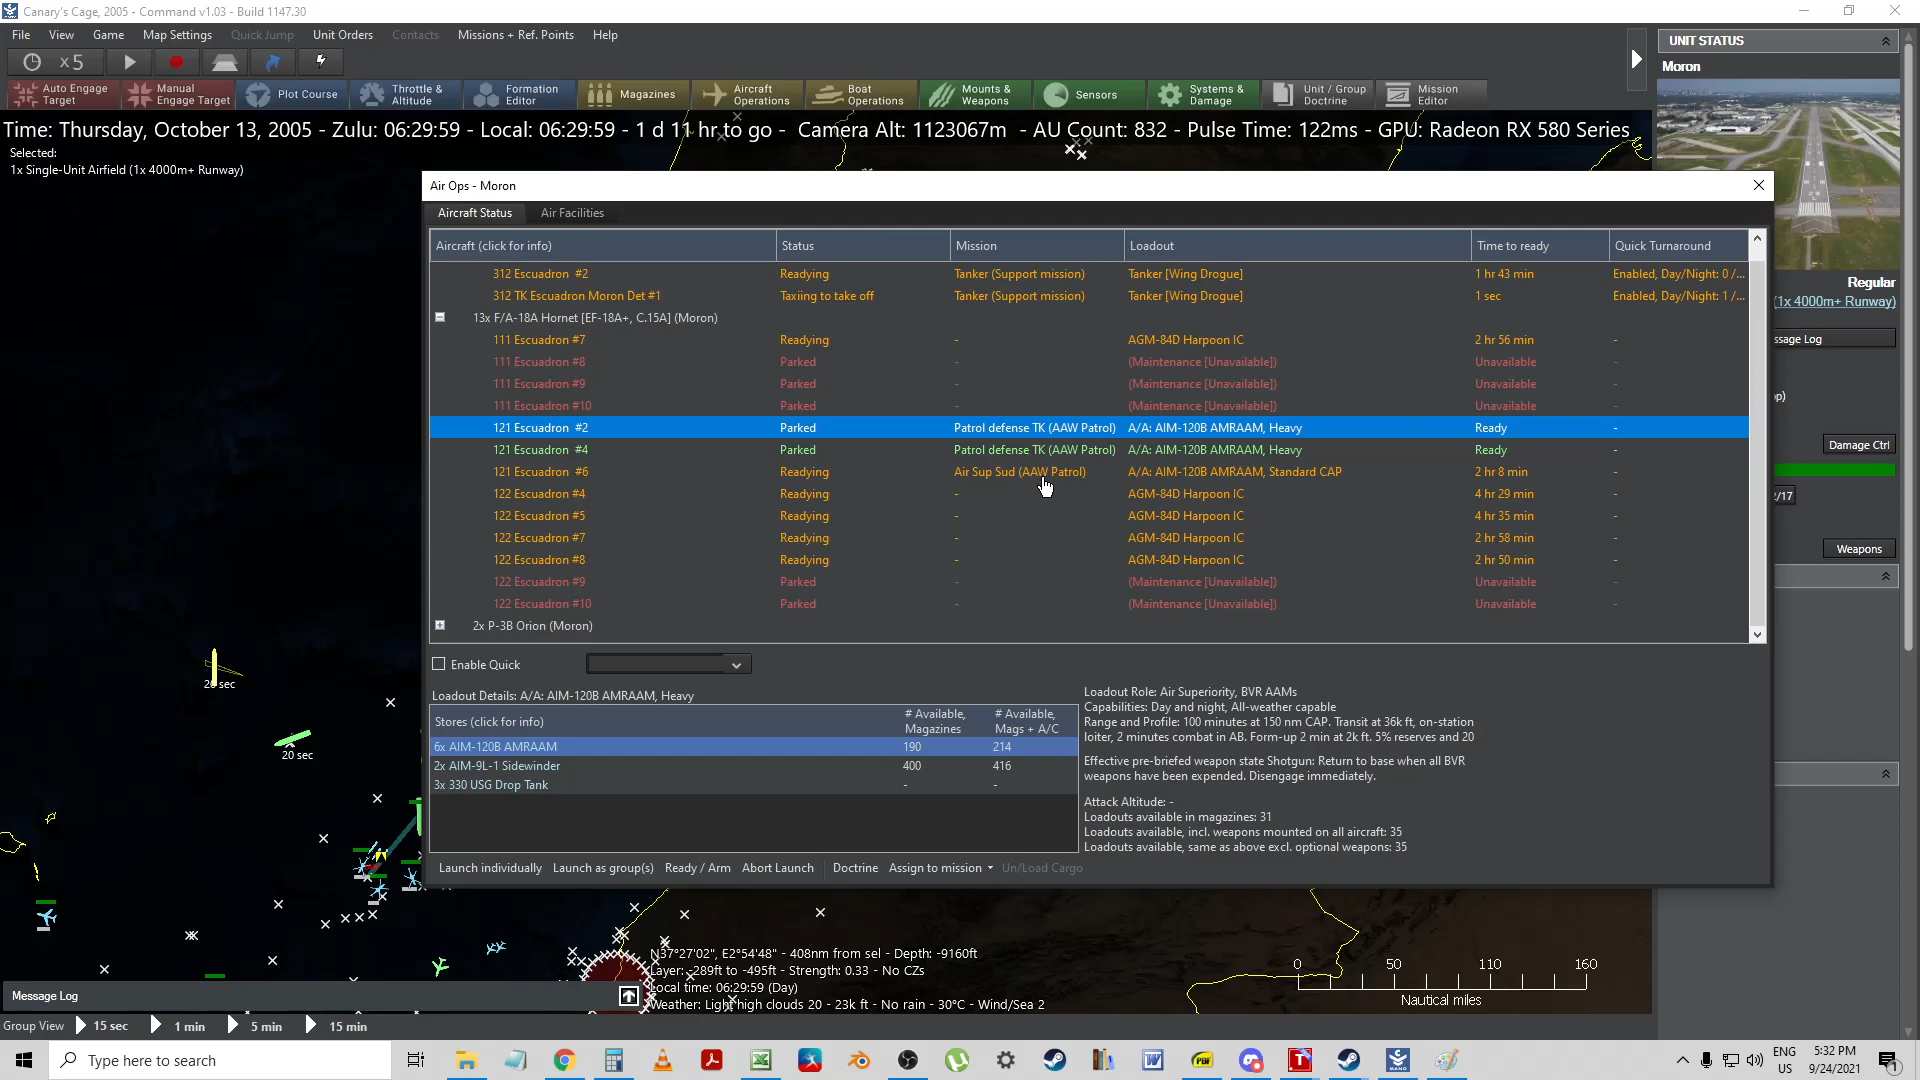 Canary's Cage, 2005 - Command v1.03 - Build 1147.30
File View Game Map Settings Quick Jump Unit Orders Contacts Missions + Ref. Points Help
x 5
Auto Engage Target
Manual Engage Target
Plot Course
Throttle & Altitude
Formation Editor
Magazines
Aircraft Operations
Boat Operations
Mounts & Weapons
Sensors
Systems & Damage
Unit / Group Doctrine
Mission Editor
Time: Thursday, October 13, 2005 - Zulu: 06:29:59 - Local: 06:29:59 - 1 d 11 hr to go - Camera Alt: 1123067m - AU Count: 832 - Pulse Time: 122ms - GPU: Radeon RX 580 Series
Selected:
1x Single-Unit Airfield (1x 4000m+ Runway)
UNIT STATUS
Moron
Regular
(1x 4000m+ Runway)
ssage Log
Damage Ctrl
/17
Weapons
Air Ops - Moron
Aircraft Status Air Facilities
Aircraft (click for info) Status Mission Loadout Time to ready Quick Turnaround
312 Escuadron #2 Readying Tanker (Support mission) Tanker [Wing Drogue] 1 hr 43 min Enabled, Day/Night: 0 /...
312 TK Escuadron Moron Det #1 Taxiing to take off Tanker (Support mission) Tanker [Wing Drogue] 1 sec Enabled, Day/Night: 1 /...
13x F/A-18A Hornet [EF-18A+, C.15A] (Moron)
111 Escuadron #7 Readying - AGM-84D Harpoon IC 2 hr 56 min -
111 Escuadron #8 Parked - (Maintenance [Unavailable]) Unavailable -
111 Escuadron #9 Parked - (Maintenance [Unavailable]) Unavailable -
111 Escuadron #10 Parked - (Maintenance [Unavailable]) Unavailable -
121 Escuadron #2 Parked Patrol defense TK (AAW Patrol) A/A: AIM-120B AMRAAM, Heavy Ready -
121 Escuadron #4 Parked Patrol defense TK (AAW Patrol) A/A: AIM-120B AMRAAM, Heavy Ready -
121 Escuadron #6 Readying Air Sup Sud (AAW Patrol) A/A: AIM-120B AMRAAM, Standard CAP 2 hr 8 min -
122 Escuadron #4 Readying - AGM-84D Harpoon IC 4 hr 29 min -
122 Escuadron #5 Readying - AGM-84D Harpoon IC 4 hr 35 min -
122 Escuadron #7 Readying - AGM-84D Harpoon IC 2 hr 58 min -
122 Escuadron #8 Readying - AGM-84D Harpoon IC 2 hr 50 min -
122 Escuadron #9 Parked - (Maintenance [Unavailable]) Unavailable -
122 Escuadron #10 Parked - (Maintenance [Unavailable]) Unavailable -
2x P-3B Orion (Moron)
Enable Quick
Loadout Details: A/A: AIM-120B AMRAAM, Heavy
Stores (click for info) # Available, Magazines # Available, Mags + A/C
6x AIM-120B AMRAAM 190 214
2x AIM-9L-1 Sidewinder 400 416
3x 330 USG Drop Tank - -
Loadout Role: Air Superiority, BVR AAMs
Capabilities: Day and night, All-weather capable
Range and Profile: 100 minutes at 150 nm CAP. Transit at 36k ft, on-station
loiter, 2 minutes combat in AB. Form-up 2 min at 2k ft. 5% reserves and 20
Effective pre-briefed weapon state Shotgun: Return to base when all BVR
weapons have been expended. Disengage immediately.
Attack Altitude: -
Loadouts available in magazines: 31
Loadouts available, incl. weapons mounted on all aircraft: 35
Loadouts available, same as above excl. optional weapons: 35
Launch individually Launch as group(s) Ready / Arm Abort Launch Doctrine Assign to mission Un/Load Cargo
20 sec
20 sec
N37°27'02", E2°54'48" - 408nm from sel - Depth: -9160ft
Layer: -289ft to -495ft - Strength: 0.33 - No CZs
Local time: 06:29:59 (Day)
Weather: Light high clouds 20 - 23k ft - No rain - 30°C - Wind/Sea 2
0 50 110 160
Nautical miles
Message Log
Group View 15 sec 1 min 5 min 15 min
Type here to search
ENG
US
5:32 PM
9/24/2021
1